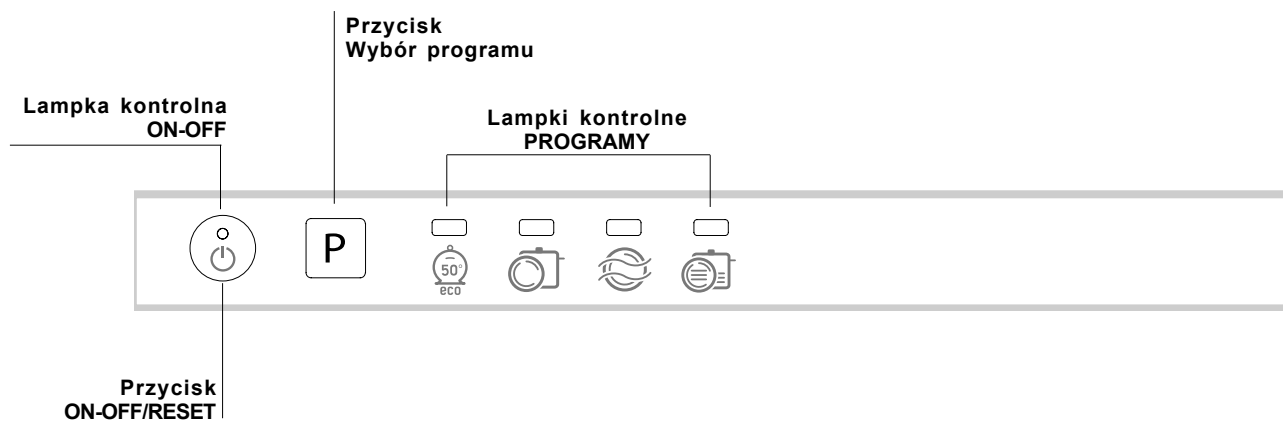 Przycisk
Wybór programu
Lampka kontrolna
ON-OFF
Lampki kontrolne
PROGRAMY
P
50°
eco
Przycisk
ON-OFF/RESET